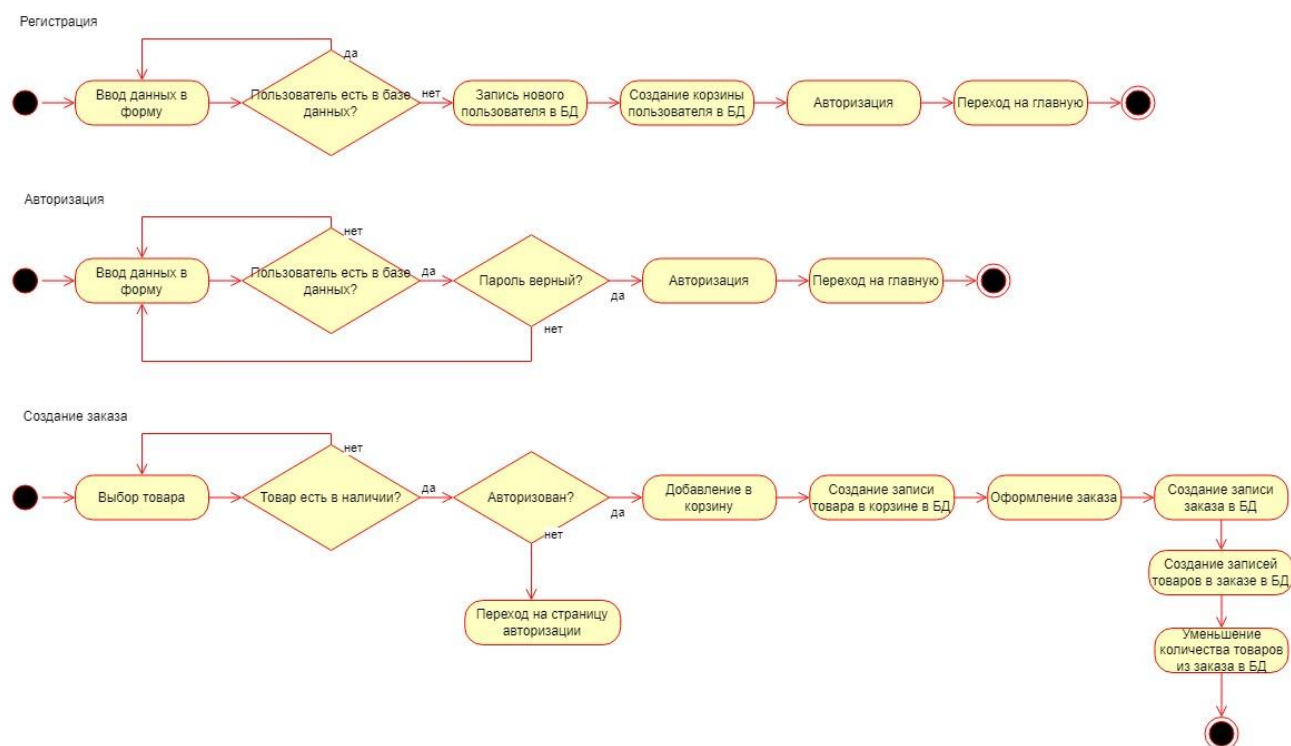 Регистрация
да
Ввод данных в
форму
Пользователь есть в базе
данных?
нет
Запись нового
пользователя в БД
Создание корзины
пользователя в БД
Авторизация
Переход на главную
Авторизация
нет
Ввод данных в
форму
Пользователь есть в базе
данных?
да
Пароль верный?
да
нет
Авторизация
Переход на главную
Создание заказа
нет
Выбор товара
Товар есть в наличии?
да
Авторизован?
да
нет
Добавление в
корзину
Создание записи
товара в корзине в БД
Оформление заказа
Создание записи
заказа в БД
Переход на страницу
авторизации
Создание записей
товаров в заказе в БД
Уменьшение
количества товаров
из заказа в БД